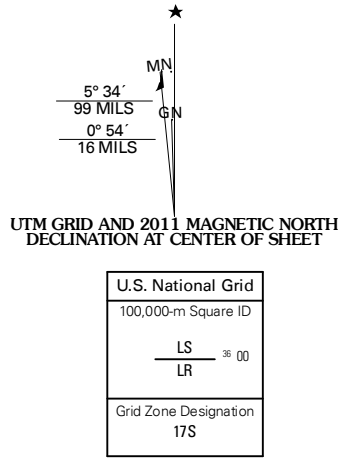 MN
5° 34´
99 MILS
GN
0° 54´
16 MILS
UTM GRID AND 2011 MAGNETIC NORTH
DECLINATION AT CENTER OF SHEET
U.S. National Grid
100,000-m Square ID
LS
36 00
LR
Grid Zone Designation
17S